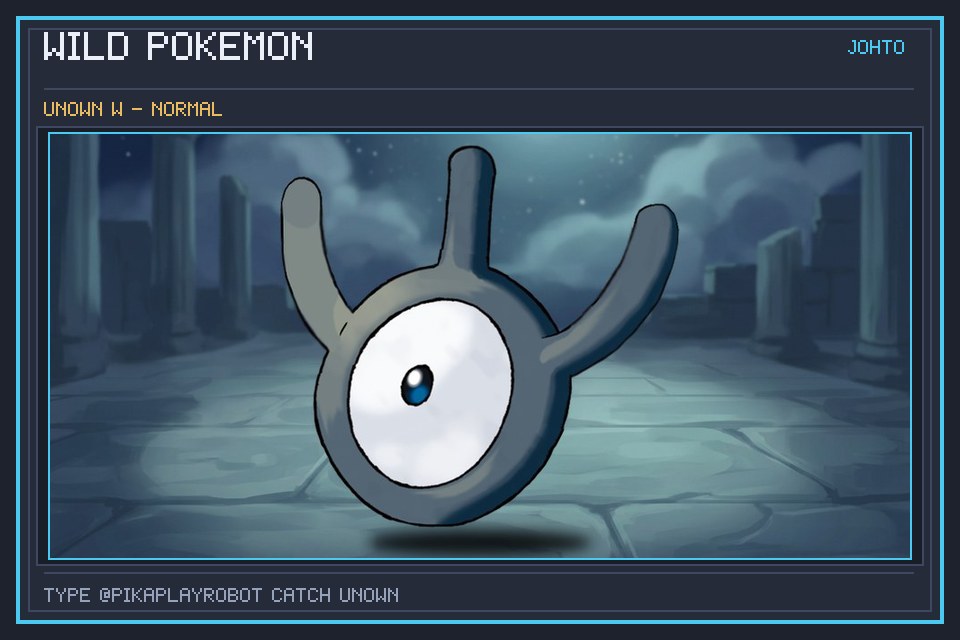 WILD POKEMON
JOHTO
UNOWN W - NORMAL
TYPE @PIKAPLAYROBOT CATCH UNOWN